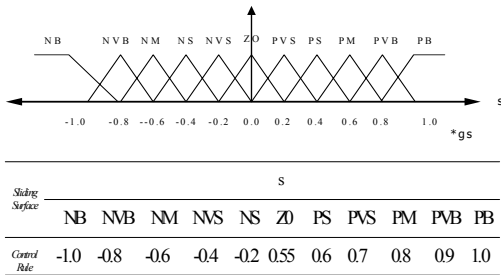 NB NVB NM NS NVS ZO PVS PS PM PVB PB
s
-1.0 -0.8 --0.6 -0.4 -0.2 0.0 0.2 0.4 0.6 0.8 1.0
*gs
Sliding Surface
s
NB NVB NM NVS NS Z0 PS PVS PM PVB PB
Control Rule
-1.0 -0.8 -0.6 -0.4 -0.2 0.55 0.6 0.7 0.8 0.9 1.0